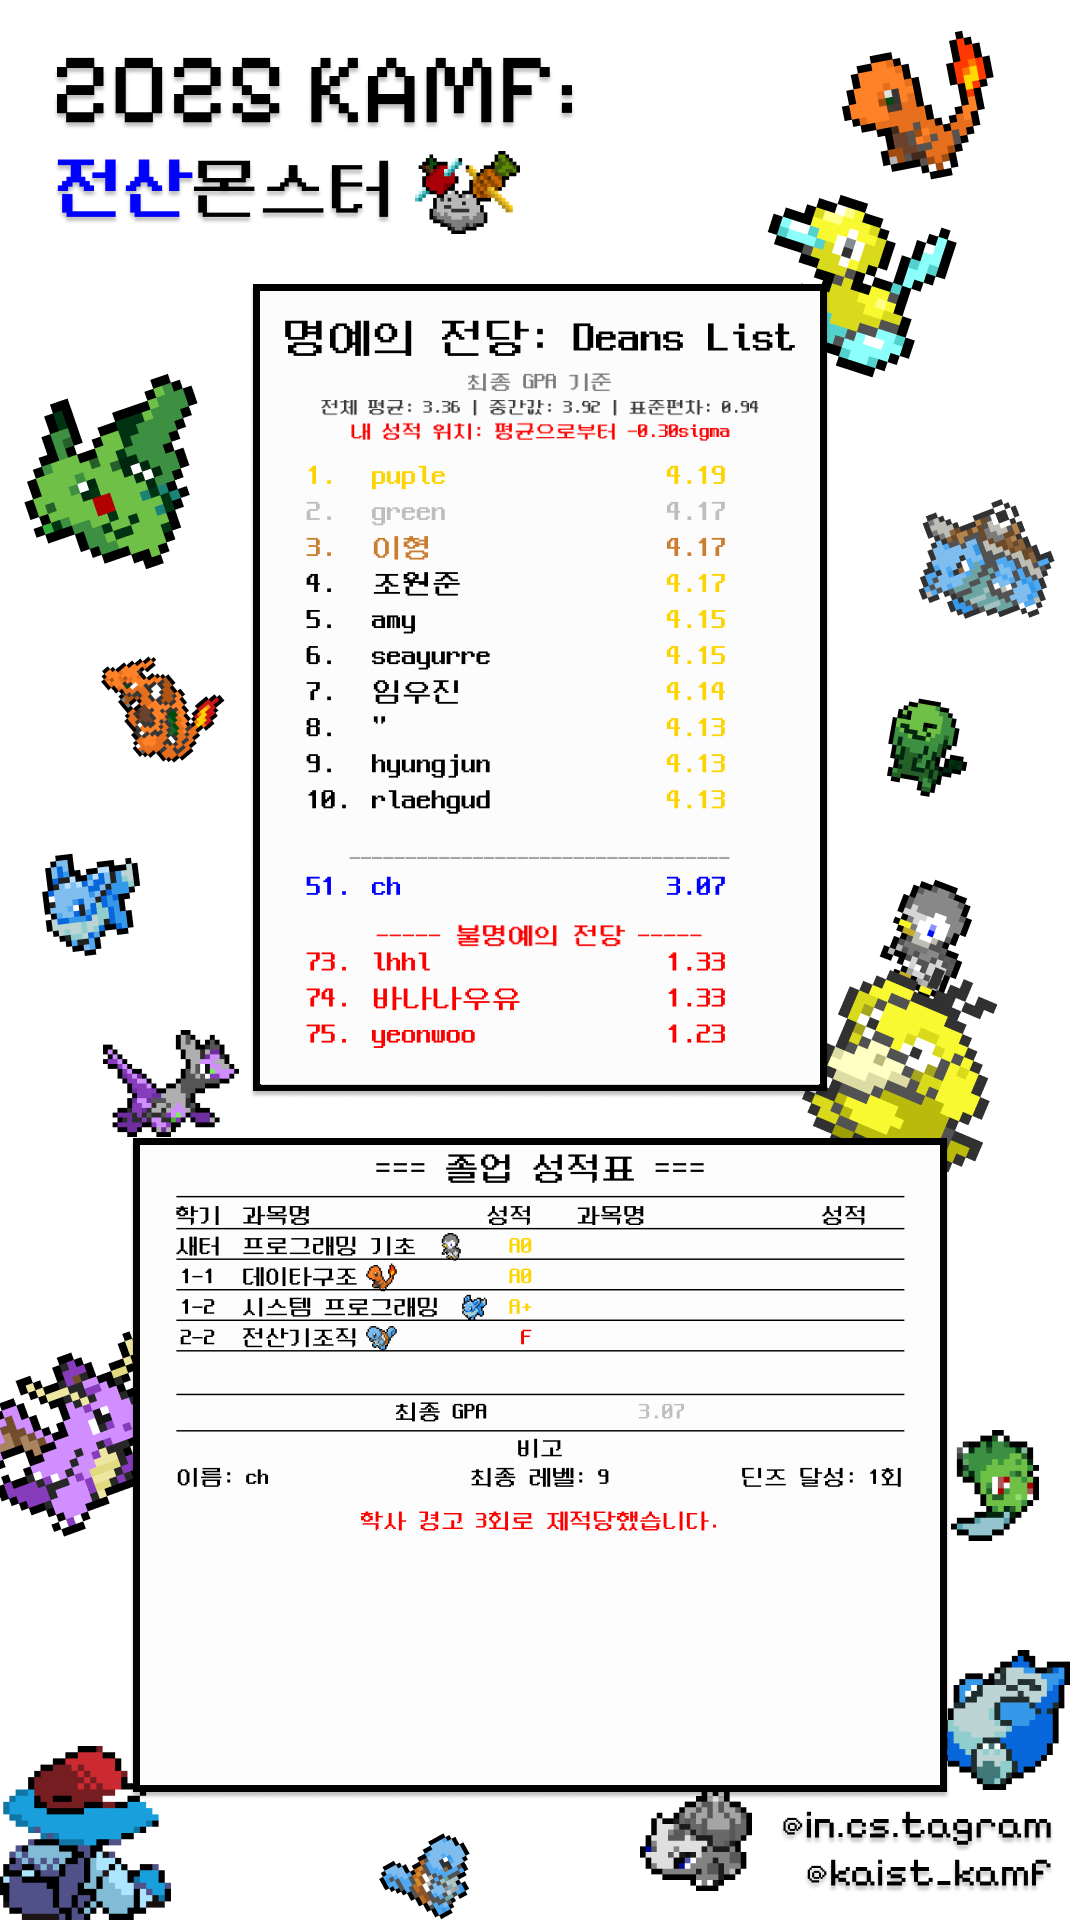 2025 KAMF:
전산몬스터
명예의 전당: Deans List
최종 GPA 기준
전체 평균: 3.36 | 중간값: 3.92 | 표준편차: 0.94
내 성적 위치: 평균으로부터 -0.30sigma
1. puple 4.19
2. green 4.17
3. 이형 4.17
4. 조원준 4.17
5. amy 4.15
6. seayurre 4.15
7. 임우진 4.14
8. " 4.13
9. hyungjun 4.13
10. rlaehgud 4.13
----------------------------------
51. ch 3.07
----- 불명예의 전당 -----
73. lhhl 1.33
74. 바나나우유 1.33
75. yeonwoo 1.23
=== 졸업 성적표 ===
학기 과목명 성적 과목명 성적
새터 프로그래밍 기초 A0
1-1 데이타구조 A0
1-2 시스템 프로그래밍 A+
2-2 전산기조직 F
최종 GPA 3.07
비고
이름: ch 최종 레벨: 9 딘즈 달성: 1회
학사 경고 3회로 제적당했습니다.
@in.cs.tagram
@kaist_kamf